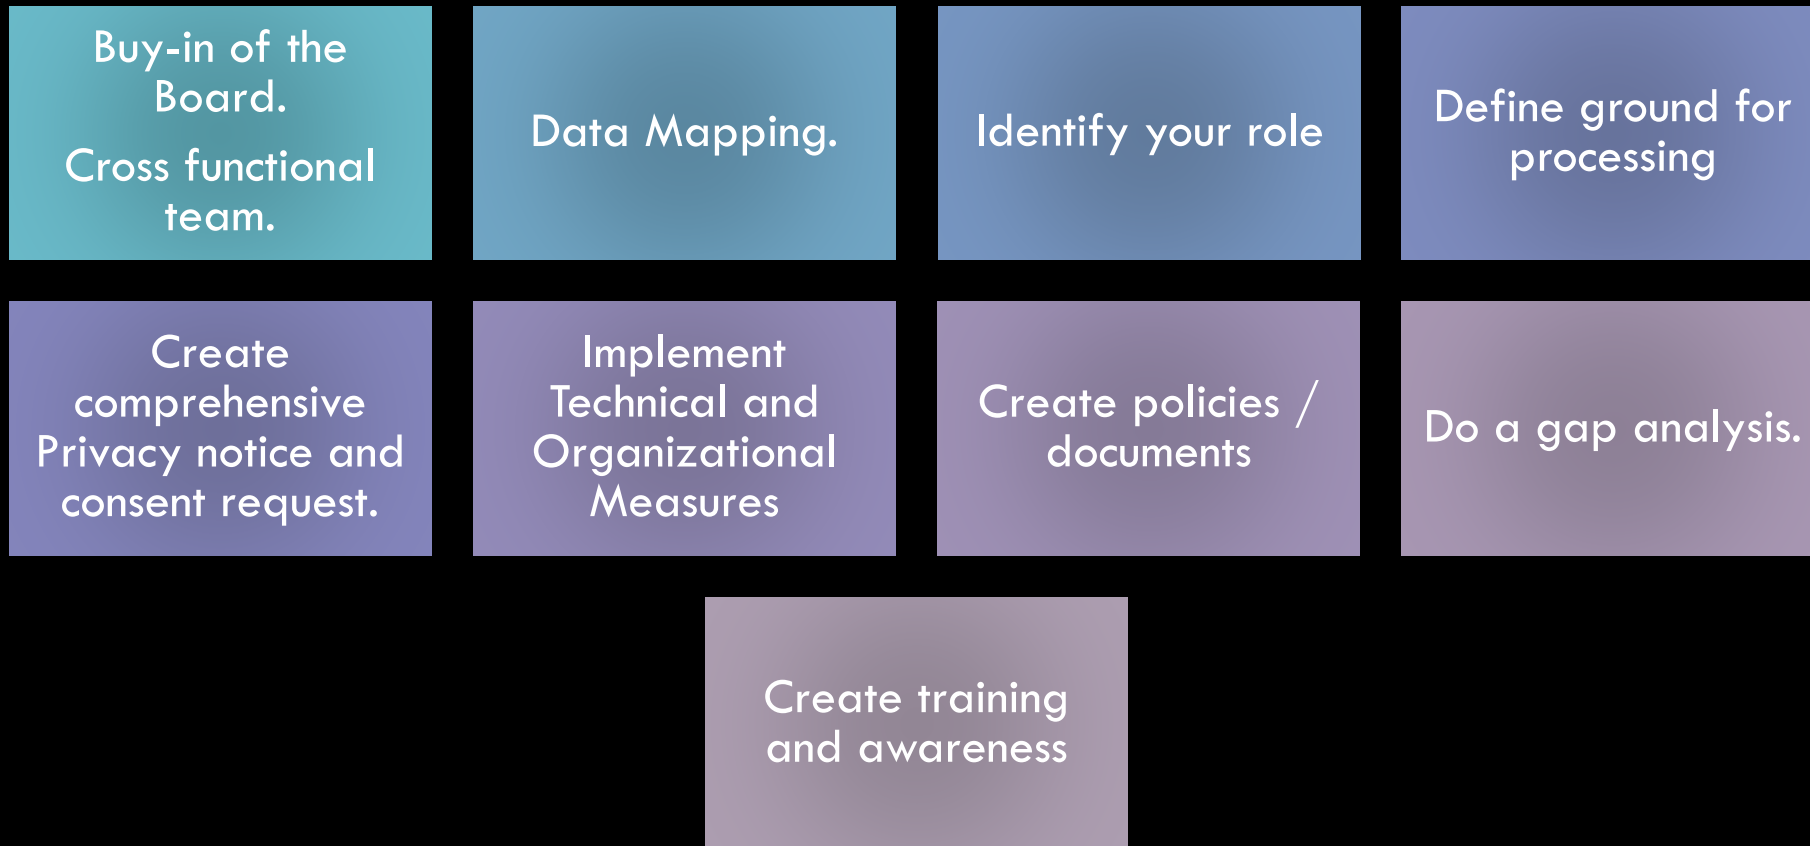 Buy-in of the
Board.
Cross functional
team.
Data Mapping.
Identify your role
Define ground for
processing
Create
comprehensive
Privacy notice and
consent request.
Implement
Technical and
Organizational
Measures
Create policies /
documents
Do a gap analysis.
Create training
and awareness